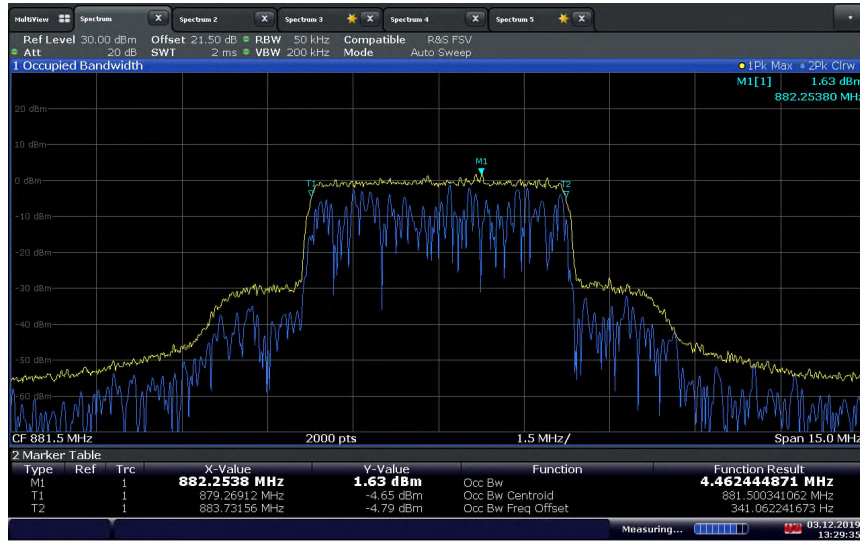 MultiView Spectrum X Spectrum 2 X Spectrum 3 X Spectrum 4 X Spectrum 5 X
Ref Level 30.00 dBm Offset 21.50 dB RBW 50 kHz Compatible R&S FSV
Att 20 dB SWT 2 ms VBW 200 kHz Mode Auto Sweep
1 Occupied Bandwidth 1Pk Max 2Pk Clrw
M1[1] 1.63 dBm
882.25380 MHz
20 dBm
10 dBm
M1
0 dBm T1 T2
-10 dBm
-20 dBm
-30 dBm
-40 dBm
-50 dBm
-60 dBm
CF 881.5 MHz 2000 pts 1.5 MHz/ Span 15.0 MHz
2 Marker Table
Type Ref Trc X-Value Y-Value Function Function Result
M1 1 882.2538 MHz 1.63 dBm Occ Bw 4.462444871 MHz
T1 1 879.26912 MHz -4.65 dBm Occ Bw Centroid 881.500341062 MHz
T2 1 883.73156 MHz -4.79 dBm Occ Bw Freq Offset 341.062241673 Hz
Measuring... 03.12.2019
13:29:35